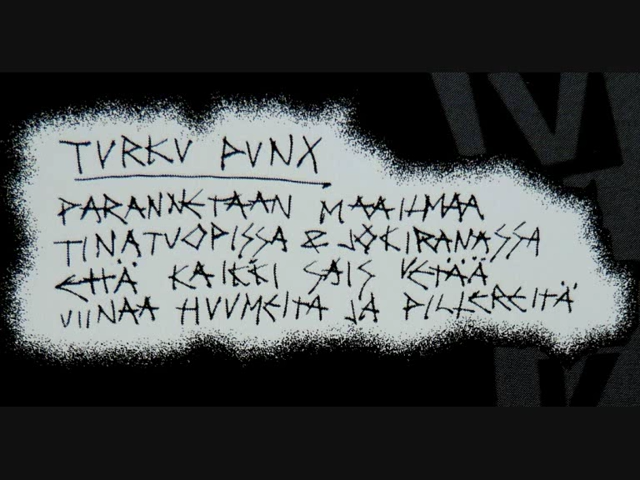 TURKU PUNX
PARANNETAAN MAAILMAA
TINATUOPISSA & JOKIRANASSA
ETTÄ KAIKKI SAIS VETÄÄ
VIINAA HUUMEITA JA PILLEREITÄ